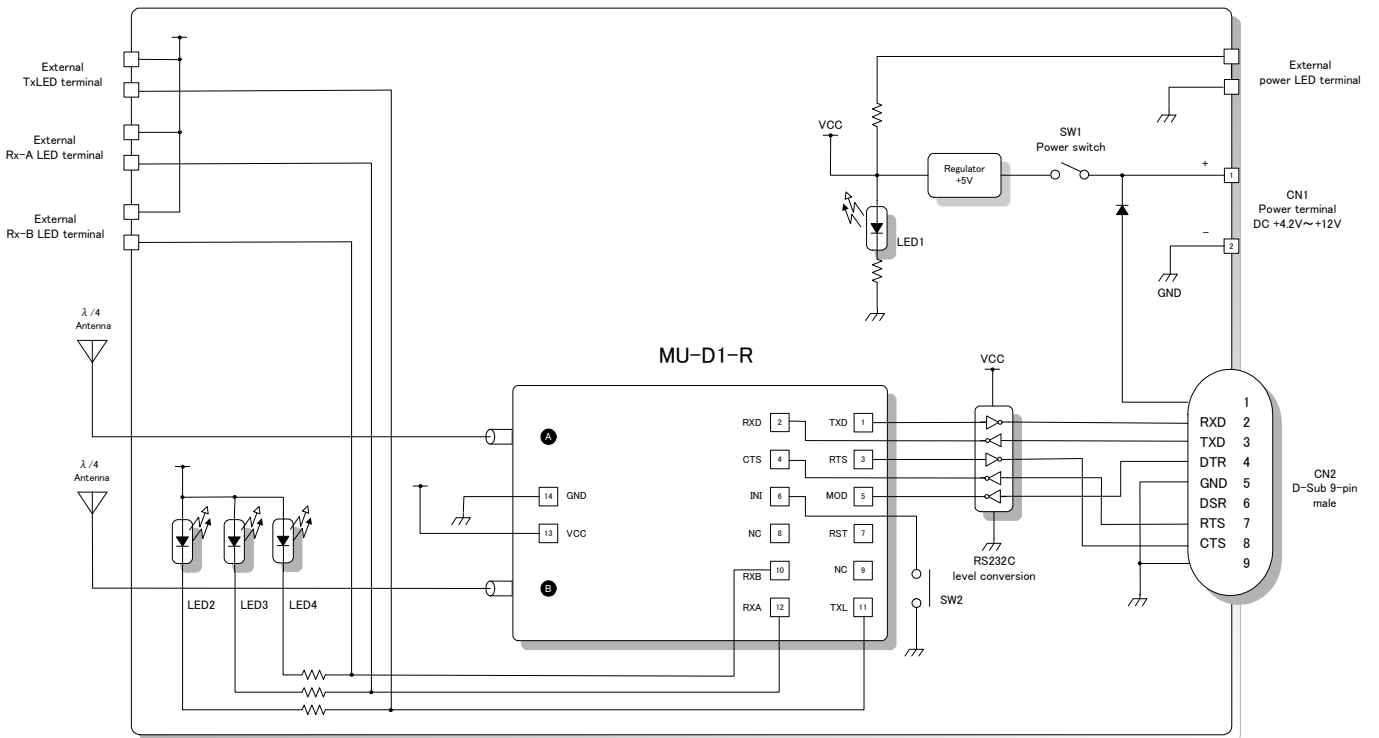 External
TxLED terminal
External
Rx-A LED terminal
External
Rx-B LED terminal
λ/4
Antenna
λ/4
Antenna
LED2
LED3
LED4
External
power LED terminal
VCC
SW1
Power switch
Regulator
+5V
LED1
+
1
-
2
CN1
Power terminal
DC +4.2V～+12V
GND
MU-D1-R
A
B
14 GND
13 VCC
RXD 2
TXD 1
CTS 4
RTS 3
INI 6
MOD 5
NC 8
RST 7
RXB 10
NC 9
RXA 12
TXL 11
VCC
RS232C
level conversion
SW2
1
RXD 2
TXD 3
DTR 4
GND 5
DSR 6
RTS 7
CTS 8
9
CN2
D-Sub 9-pin
male